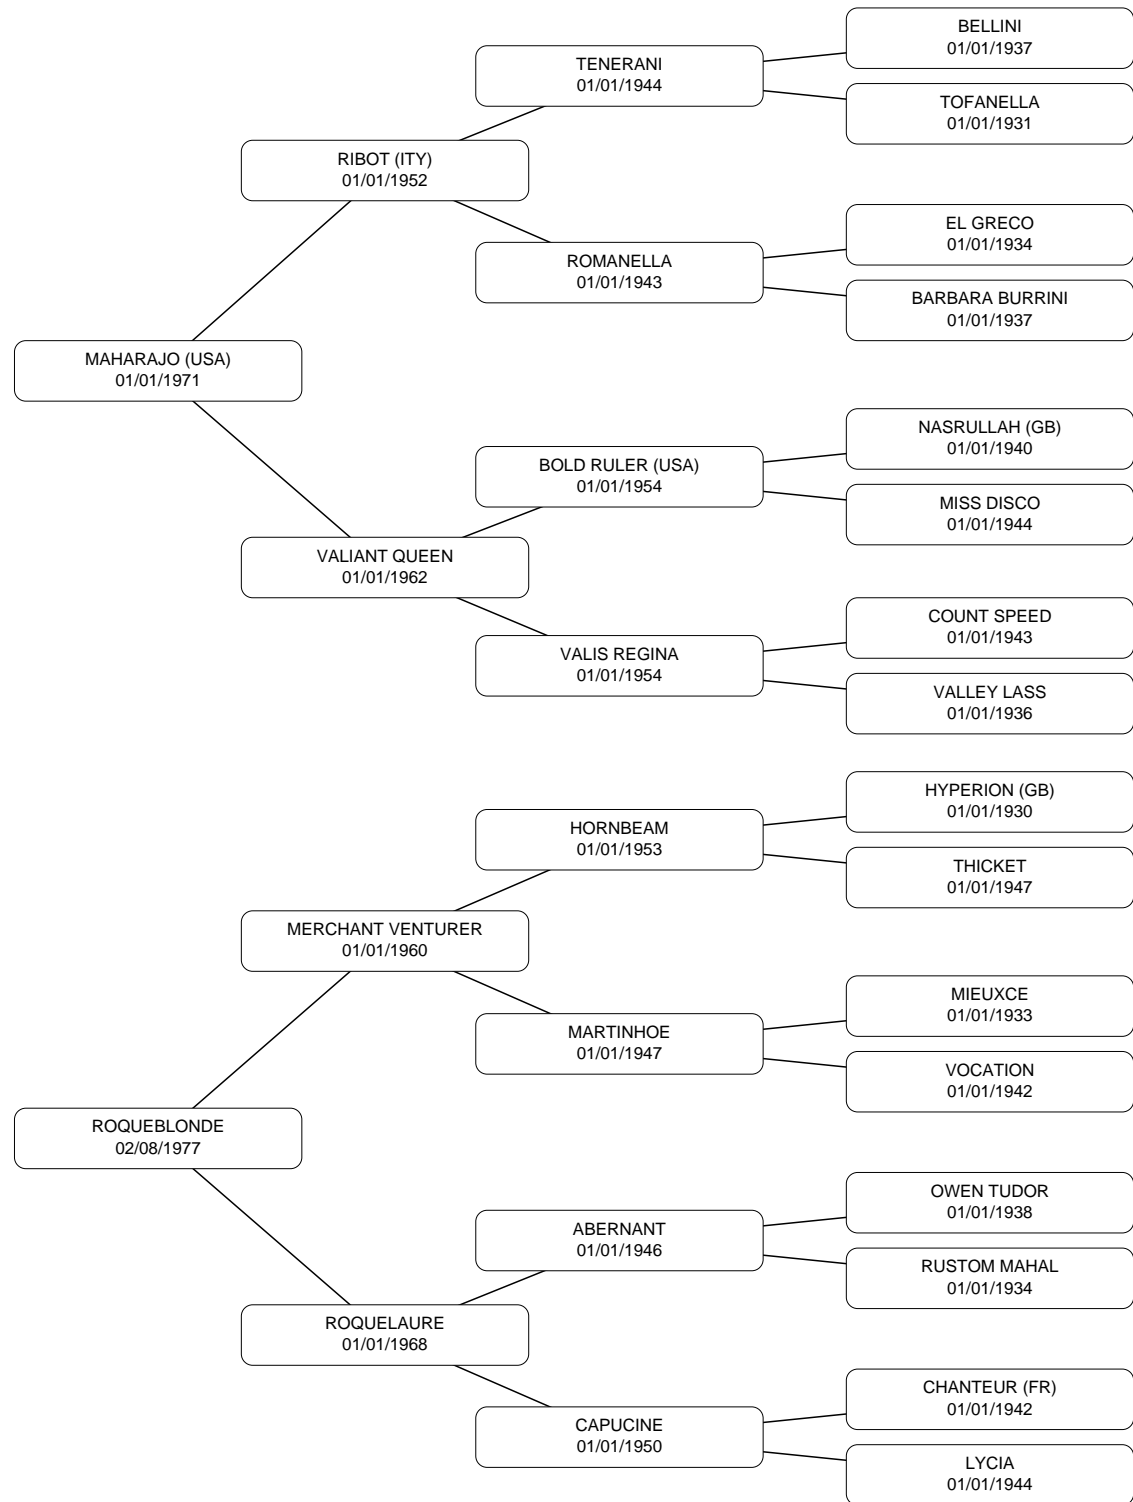 BELLINI
01/01/1937
TENERANI
01/01/1944
TOFANELLA
01/01/1931
RIBOT (ITY)
01/01/1952
EL GRECO
01/01/1934
ROMANELLA
01/01/1943
BARBARA BURRINI
01/01/1937
MAHARAJO (USA)
01/01/1971
NASRULLAH (GB)
01/01/1940
BOLD RULER (USA)
01/01/1954
MISS DISCO
01/01/1944
VALIANT QUEEN
01/01/1962
COUNT SPEED
01/01/1943
VALIS REGINA
01/01/1954
VALLEY LASS
01/01/1936
HYPERION (GB)
01/01/1930
HORNBEAM
01/01/1953
THICKET
01/01/1947
MERCHANT VENTURER
01/01/1960
MIEUXCE
01/01/1933
MARTINHOE
01/01/1947
VOCATION
01/01/1942
ROQUEBLONDE
02/08/1977
OWEN TUDOR
01/01/1938
ABERNANT
01/01/1946
RUSTOM MAHAL
01/01/1934
ROQUELAURE
01/01/1968
CHANTEUR (FR)
01/01/1942
CAPUCINE
01/01/1950
LYCIA
01/01/1944